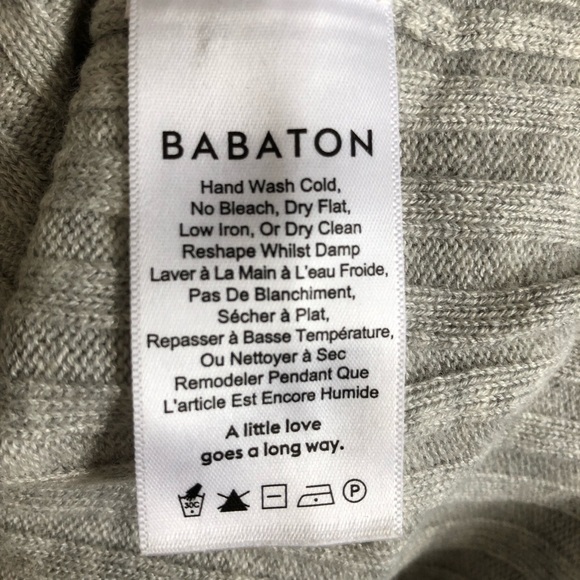 BABATON
Hand Wash Cold,
No Bleach, Dry Flat,
Low Iron, Or Dry Clean
Reshape Whilst Damp
Laver à La Main à L'eau Froide,
Pas De Blanchiment,
Sécher à Plat,
Repasser à Basse Température,
Ou Nettoyer à Sec
Remodeler Pendant Que
L'article Est Encore Humide
A little love
goes a long way.
30C P